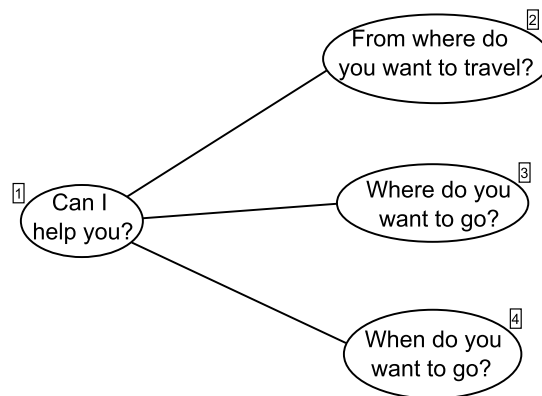 1
Can I
help you?
2
From where do
you want to travel?
3
Where do you
want to go?
4
When do you
want to go?